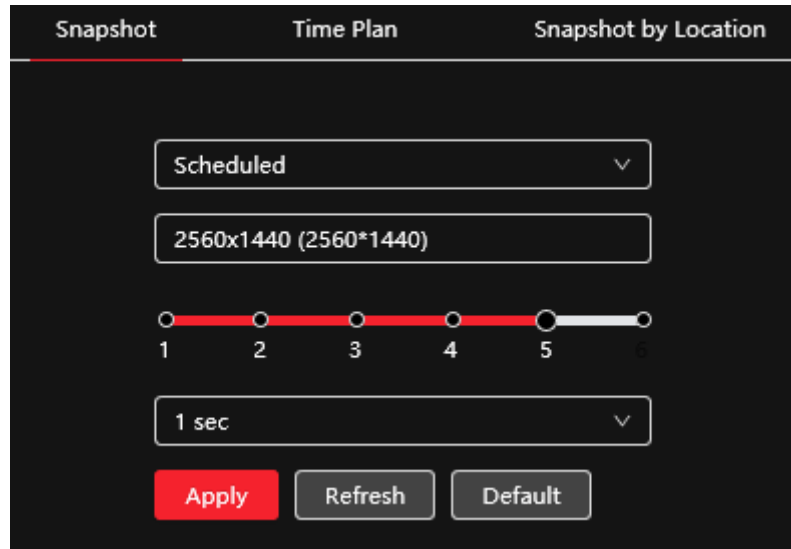 Snapshot Time Plan Snapshot by Location
Scheduled
2560x1440 (2560*1440)
1 2 3 4 5 6
1 sec
Apply Refresh Default